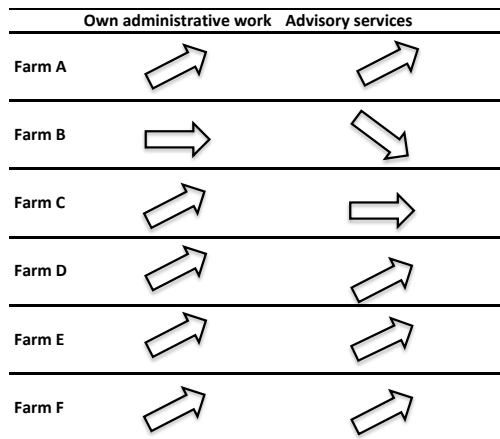 Own administrative work Advisory services
Farm A
Farm B
Farm C
Farm D
Farm E
Farm F